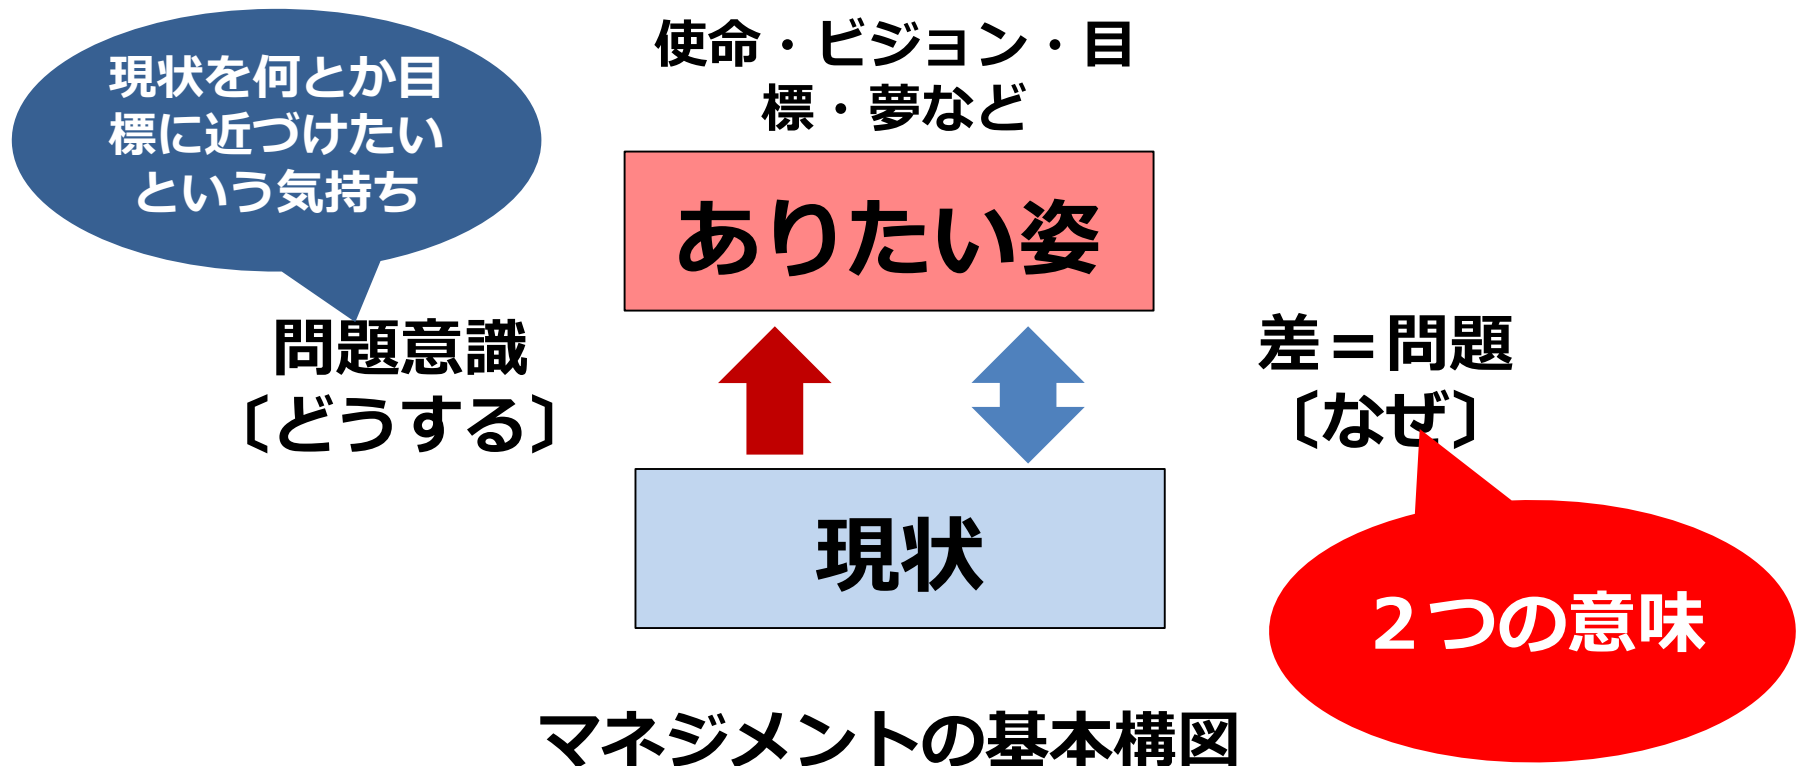 現状を何とか目
標に近づけたい
という気持ち
使命・ビジョン・目
標・夢など
ありたい姿
問題意識
〔どうする〕
差＝問題
〔なぜ〕
現状
２つの意味
マネジメントの基本構図